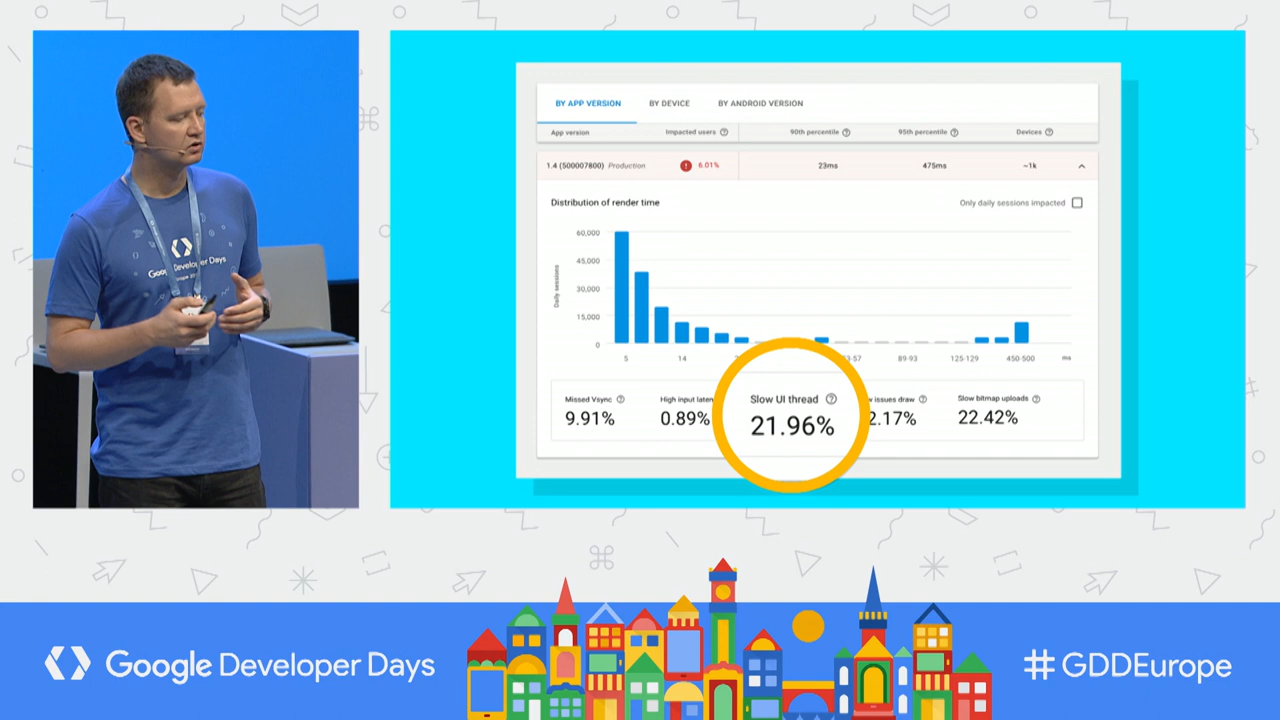 Google Developer Days
BY APP VERSION BY DEVICE BY ANDROID VERSION
App version Impacted users 90th percentile 95th percentile Devices
1.4 (500007800) Production 6.01% 23ms 475ms ~1k
Distribution of render time Only daily sessions impacted
Daily sessions
60,000
45,000
30,000
15,000
0
5 14 89-93 125-129 450-500 ms
Missed Vsync High input Slow UI thread issues draw Slow bitmap uploads
9.91% 0.89% 21.96% 2.17% 22.42%
Google Developer Days #GDDEurope